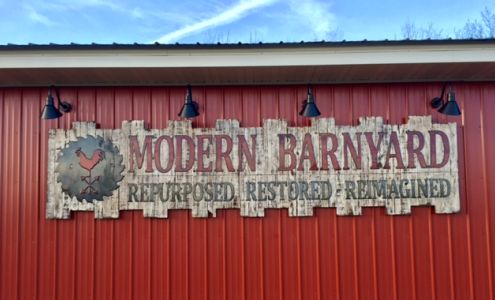 MODERN BARNYARD
REPURPOSED - RESTORED - REIMAGINED